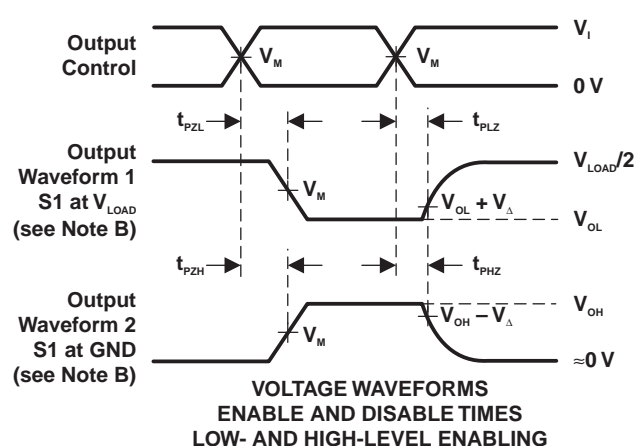 Output
Control
V_M
V_M
V_I
0 V
t_PZL
t_PLZ
Output
Waveform 1
S1 at V_LOAD
(see Note B)
V_M
V_LOAD/2
V_OL + V_Δ
V_OL
t_PZH
t_PHZ
Output
Waveform 2
S1 at GND
(see Note B)
V_M
V_OH
V_OH − V_Δ
≈0 V
VOLTAGE WAVEFORMS
ENABLE AND DISABLE TIMES
LOW- AND HIGH-LEVEL ENABLING